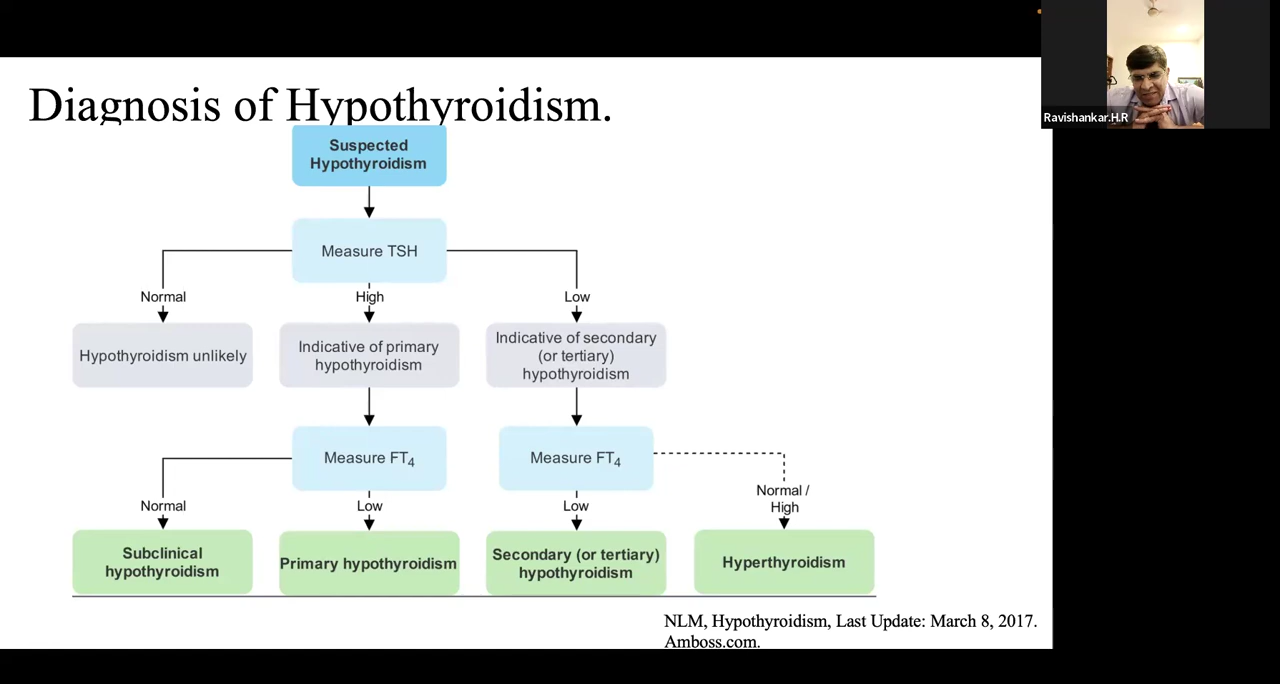 Ravishankar.H.R
Diagnosis of Hypothyroidism.
Suspected
Hypothyroidism
Measure TSH
Normal
High
Low
Hypothyroidism unlikely
Indicative of primary
hypothyroidism
Indicative of secondary
(or tertiary)
hypothyroidism
Measure FT4
Measure FT4
Normal
Low
Low
Normal /
High
Subclinical
hypothyroidism
Primary hypothyroidism
Secondary (or tertiary)
hypothyroidism
Hyperthyroidism
NLM, Hypothyroidism, Last Update: March 8, 2017.
Amboss.com.